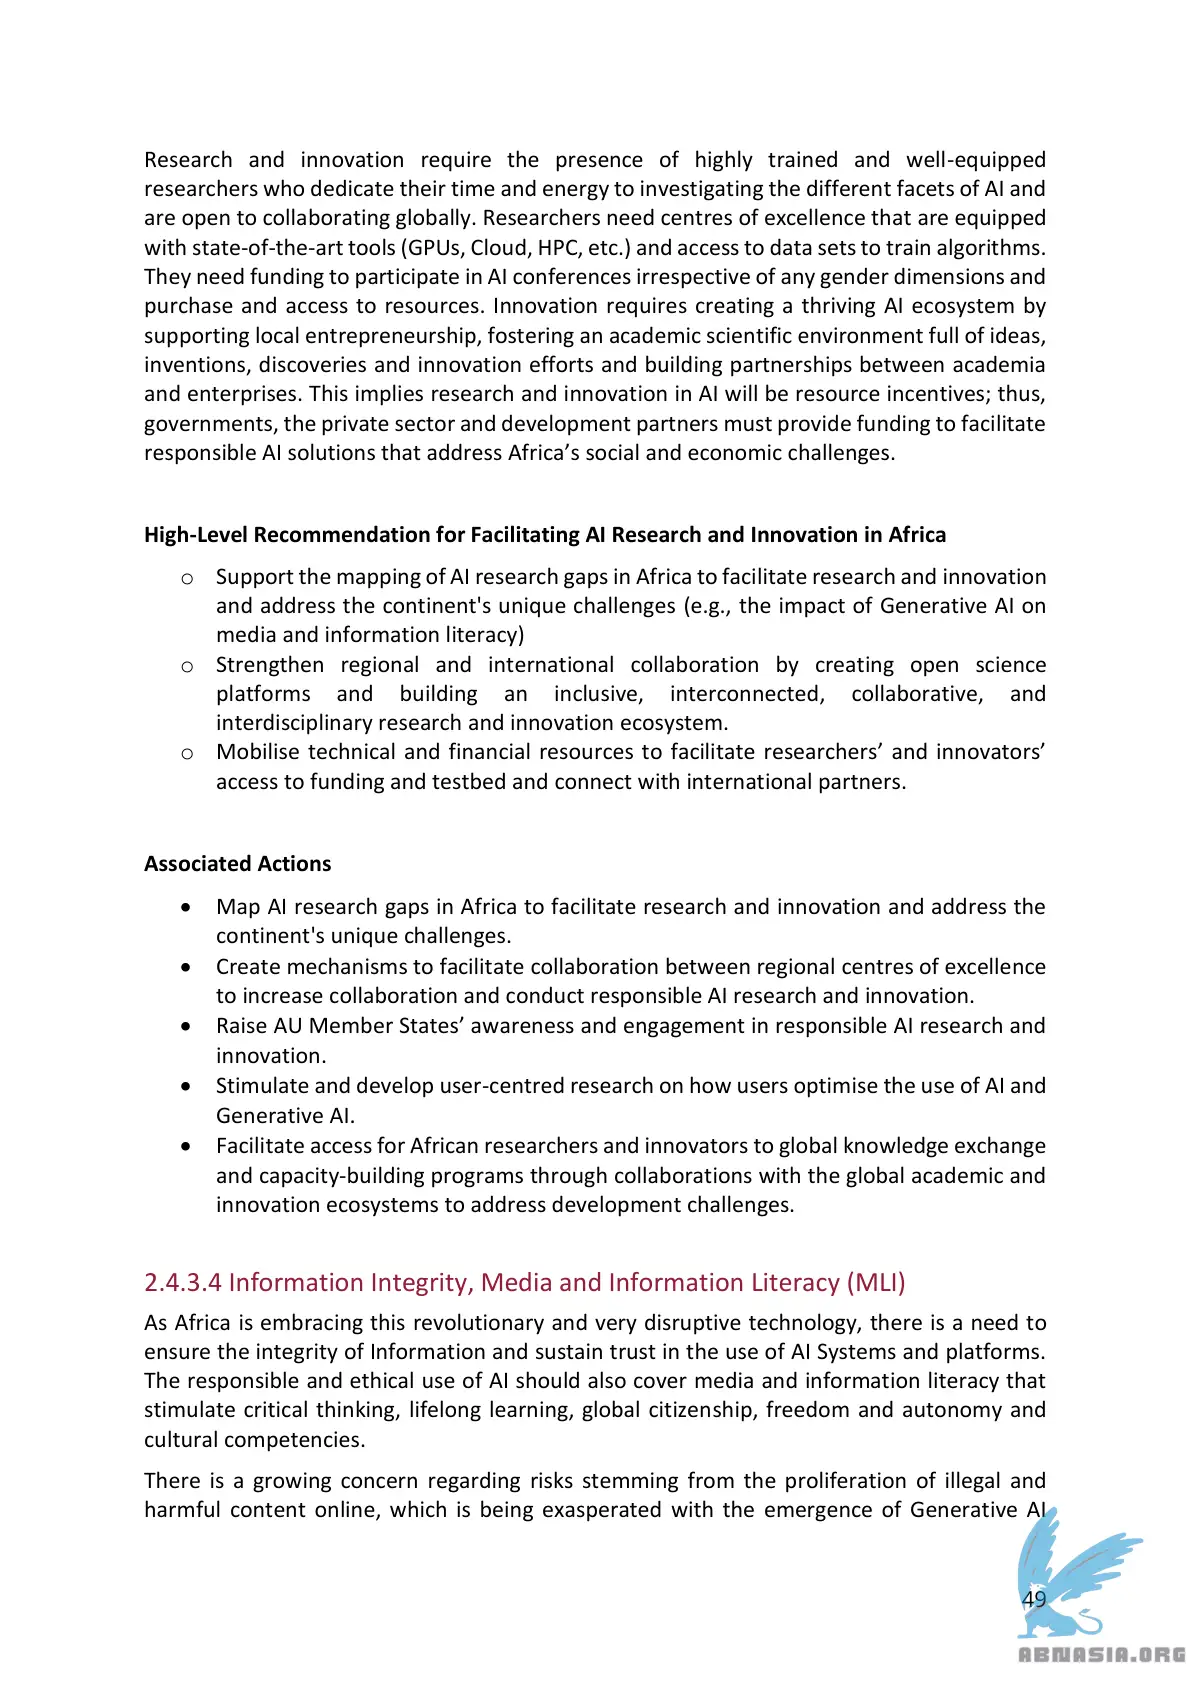 Research and innovation require the presence of highly trained and well-equipped
researchers who dedicate their time and energy to investigating the different facets of AI and
are open to collaborating globally. Researchers need centres of excellence that are equipped
with state-of-the-art tools (GPUs, Cloud, HPC, etc.) and access to data sets to train algorithms.
They need funding to participate in AI conferences irrespective of any gender dimensions and
purchase and access to resources. Innovation requires creating a thriving AI ecosystem by
supporting local entrepreneurship, fostering an academic scientific environment full of ideas,
inventions, discoveries and innovation efforts and building partnerships between academia
and enterprises. This implies research and innovation in AI will be resource incentives; thus,
governments, the private sector and development partners must provide funding to facilitate
responsible AI solutions that address Africa’s social and economic challenges.
High-Level Recommendation for Facilitating AI Research and Innovation in Africa
o Support the mapping of AI research gaps in Africa to facilitate research and innovation
and address the continent's unique challenges (e.g., the impact of Generative AI on
media and information literacy)
o Strengthen regional and international collaboration by creating open science
platforms and building an inclusive, interconnected, collaborative, and
interdisciplinary research and innovation ecosystem.
o Mobilise technical and financial resources to facilitate researchers’ and innovators’
access to funding and testbed and connect with international partners.
Associated Actions
• Map AI research gaps in Africa to facilitate research and innovation and address the
continent's unique challenges.
• Create mechanisms to facilitate collaboration between regional centres of excellence
to increase collaboration and conduct responsible AI research and innovation.
• Raise AU Member States’ awareness and engagement in responsible AI research and
innovation.
• Stimulate and develop user-centred research on how users optimise the use of AI and
Generative AI.
• Facilitate access for African researchers and innovators to global knowledge exchange
and capacity-building programs through collaborations with the global academic and
innovation ecosystems to address development challenges.
2.4.3.4 Information Integrity, Media and Information Literacy (MLI)
As Africa is embracing this revolutionary and very disruptive technology, there is a need to
ensure the integrity of Information and sustain trust in the use of AI Systems and platforms.
The responsible and ethical use of AI should also cover media and information literacy that
stimulate critical thinking, lifelong learning, global citizenship, freedom and autonomy and
cultural competencies.
There is a growing concern regarding risks stemming from the proliferation of illegal and
harmful content online, which is being exasperated with the emergence of Generative AI
49
ABNASIA.ORG